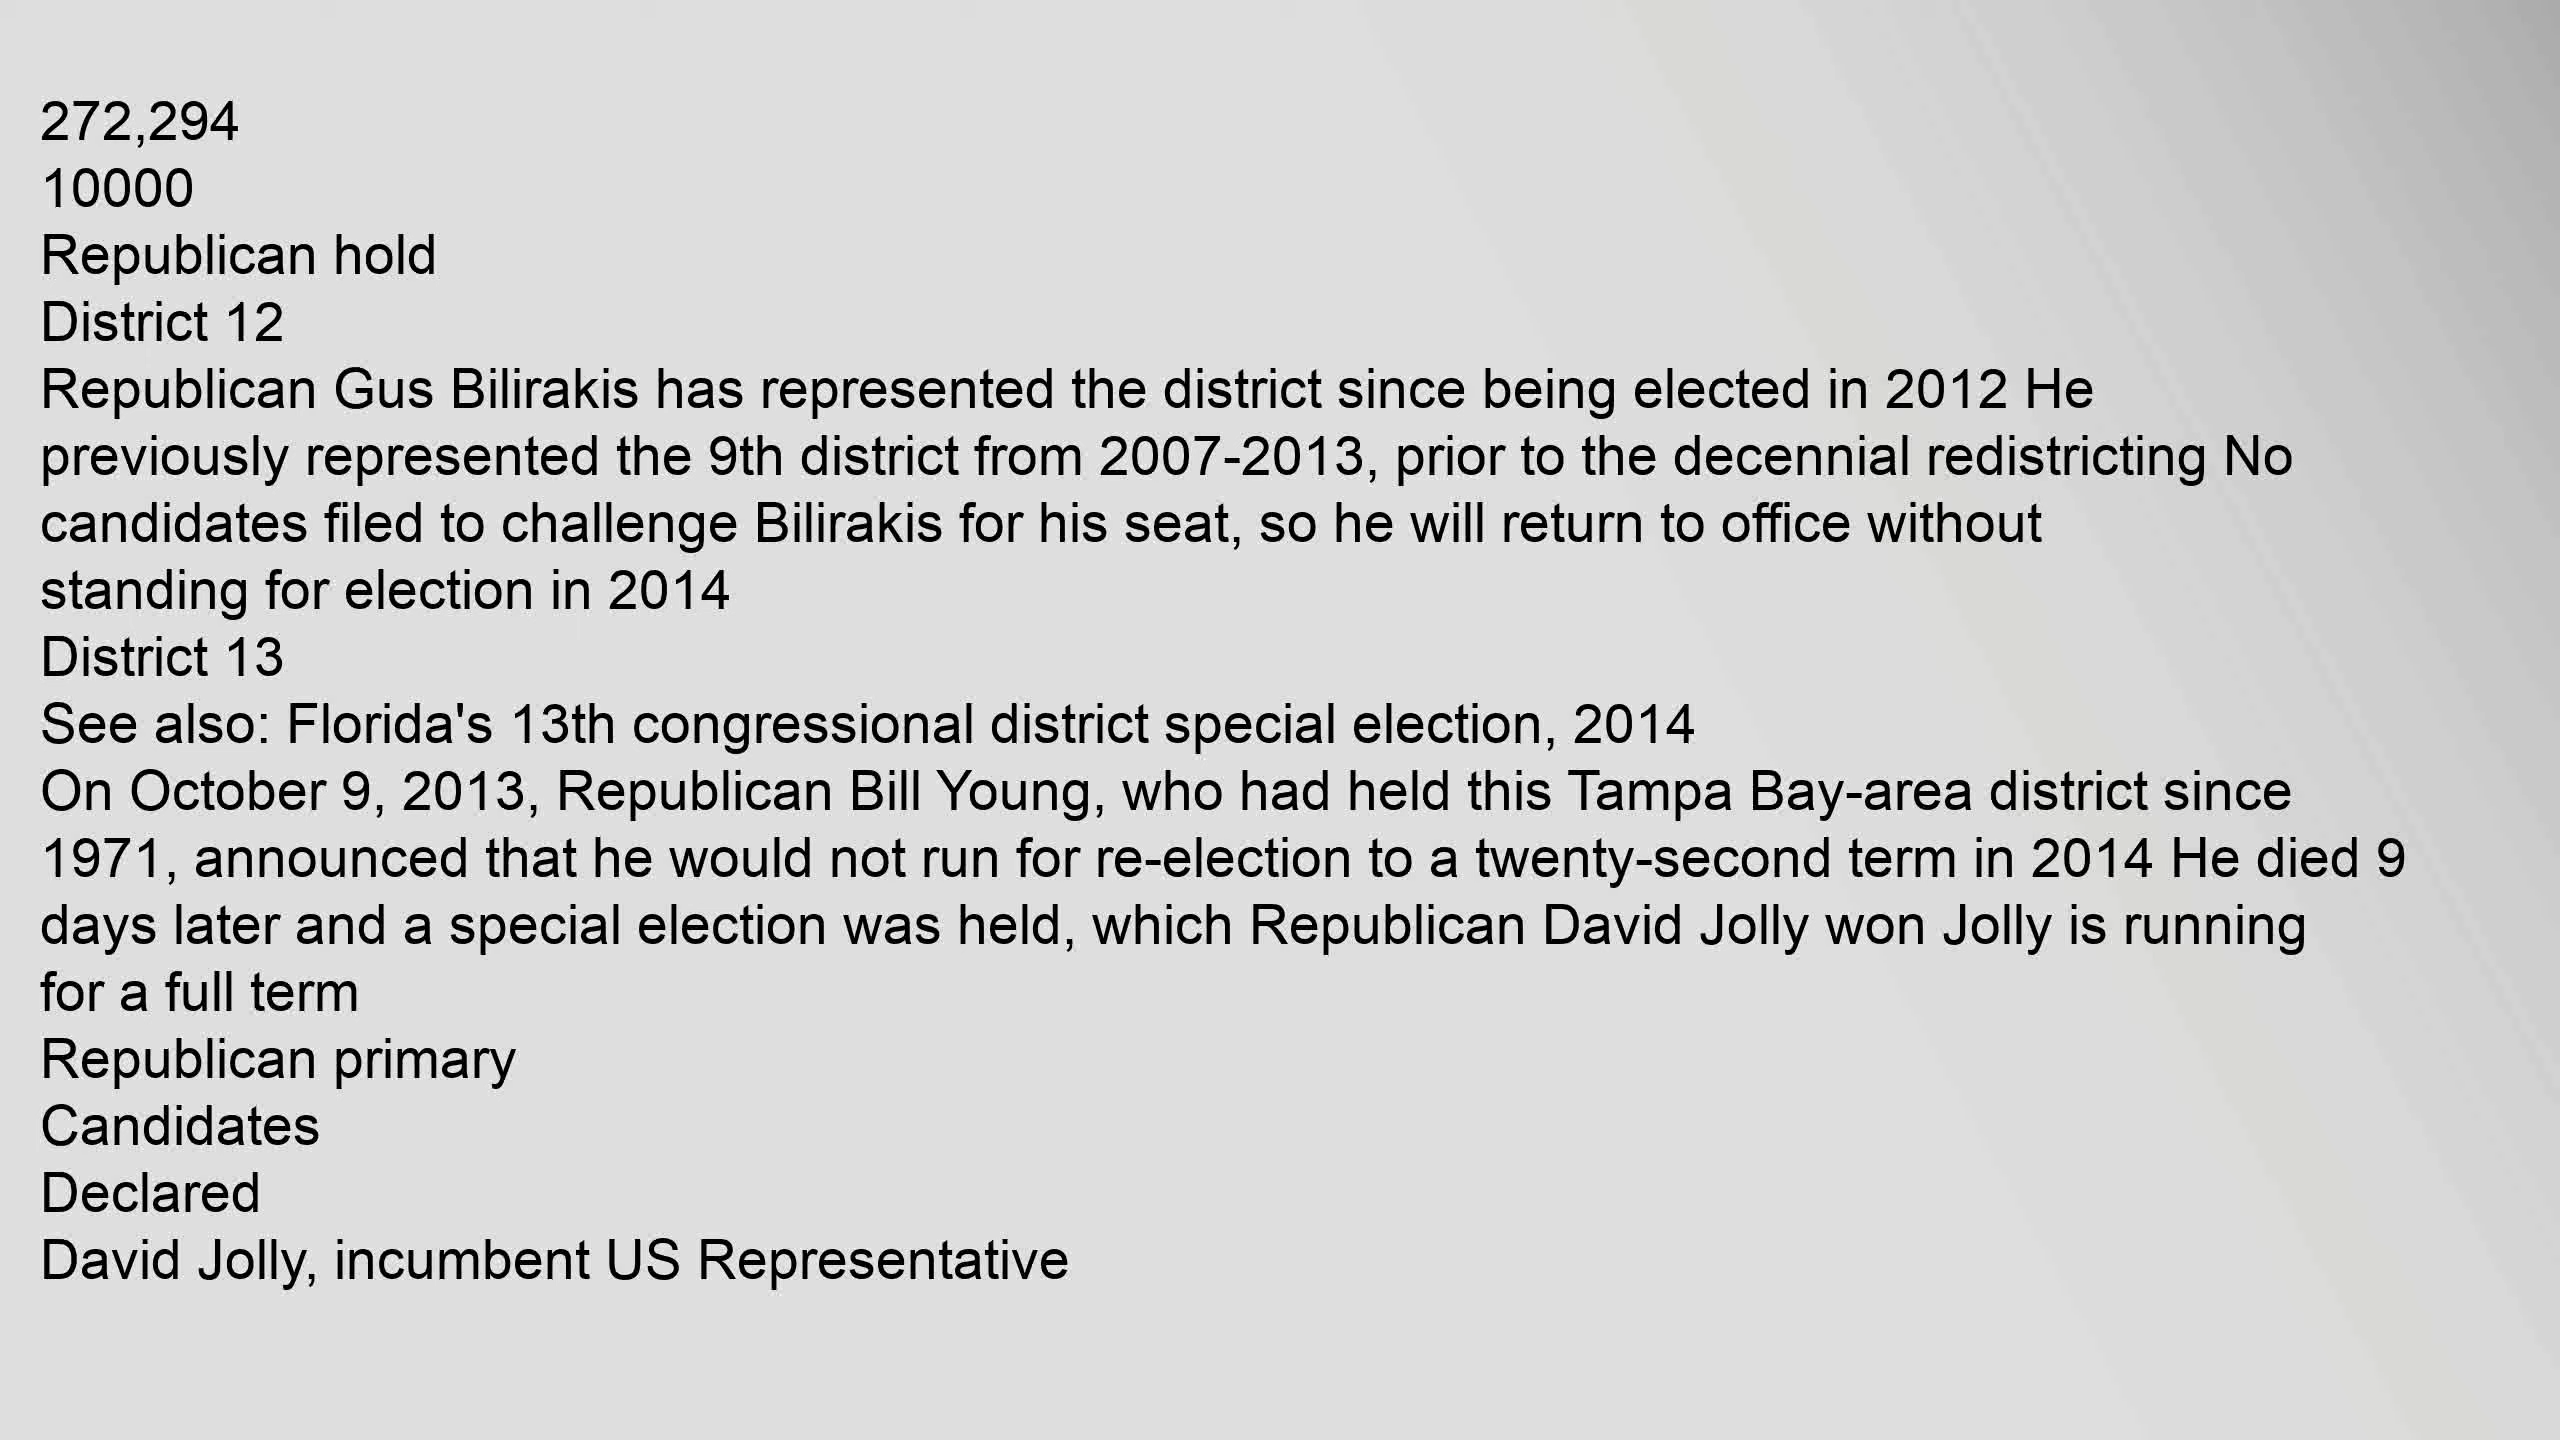 272,294
10000
Republican hold
District 12
Republican Gus Bilirakis has represented the district since being elected in 2012 He
previously represented the 9th district from 2007-2013, prior to the decennial redistricting No
candidates filed to challenge Bilirakis for his seat, so he will return to office without
standing for election in 2014
District 13
See also: Florida's 13th congressional district special election, 2014
On October 9, 2013, Republican Bill Young, who had held this Tampa Bay-area district since
1971, announced that he would not run for re-election to a twenty-second term in 2014 He died 9
days later and a special election was held, which Republican David Jolly won Jolly is running
for a full term
Republican primary
Candidates
Declared
David Jolly, incumbent US Representative